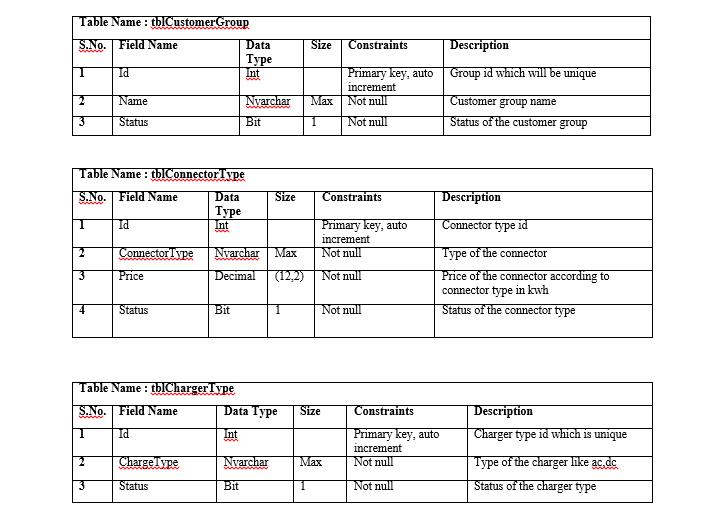 Table Name : tblCustomerGroup
S.No. Field Name Data Type Size Constraints Description
1 Id Int Primary key, auto increment Group id which will be unique
2 Name Nvarchar Max Not null Customer group name
3 Status Bit 1 Not null Status of the customer group
Table Name : tblConnectorType
S.No. Field Name Data Type Size Constraints Description
1 Id Int Primary key, auto increment Connector type id
2 ConnectorType Nvarchar Max Not null Type of the connector
3 Price Decimal (12,2) Not null Price of the connector according to connector type in kwh
4 Status Bit 1 Not null Status of the connector type
Table Name : tblChargerType
S.No. Field Name Data Type Size Constraints Description
1 Id Int Primary key, auto increment Charger type id which is unique
2 ChargeType Nvarchar Max Not null Type of the charger like ac,dc
3 Status Bit 1 Not null Status of the charger type